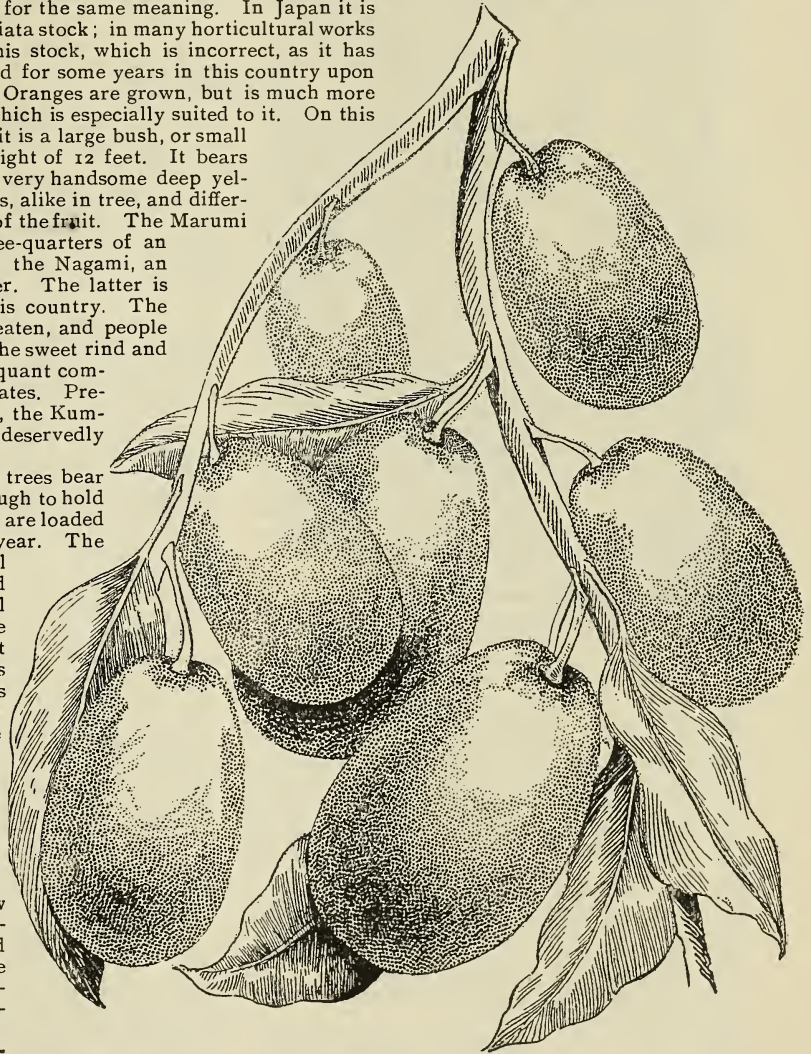 for the same meaning. In Japan it is
iata stock; in many horticultural works
his stock, which is incorrect, as it has
d for some years in this country upon
Oranges are grown, but is much more
hich is especially suited to it. On this
it is a large bush, or small
ight of 12 feet. It bears
very handsome deep yel-
s, alike in tree, and differ-
of the fruit. The Marumi
ee-quarters of an
the Nagami, an
er. The latter is
is country. The
eaten, and people
he sweet rind and
quant com-
ates. Pre-
, the Kum-
deservedly
trees bear
ugh to hold
are loaded
year. The
l
d
l
e
t
s
s
w
-
d
e
-
-